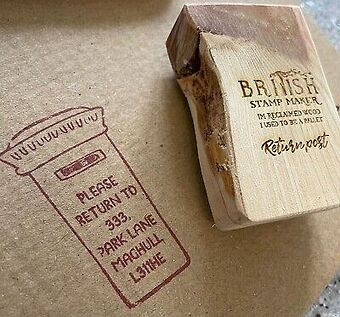 PLEASE
RETURN TO
333,
PARK LANE
MAGHULL
L311HE
BRITISH
STAMP MAKER
IM RECLAIMED WOOD
I USED TO BE A PALLET
Return post